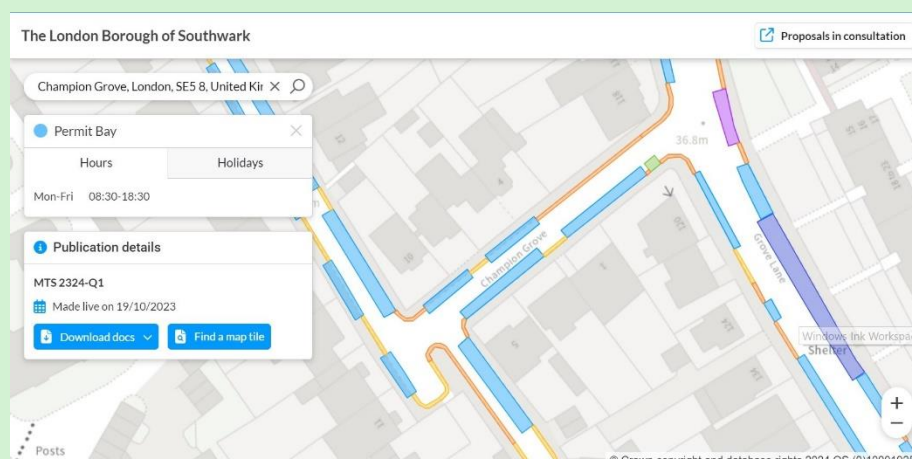 The London Borough of Southwark
Proposals in consultation
Champion Grove, London, SE5 8, United Kir
Permit Bay
Hours Holidays
Mon-Fri 08:30-18:30
Publication details
MTS 2324-Q1
Made live on 19/10/2023
Download docs
Find a map tile
36.8m
Champion Grove
Grove Lane
Windows Ink Workspac
Shelter
Posts
+
−